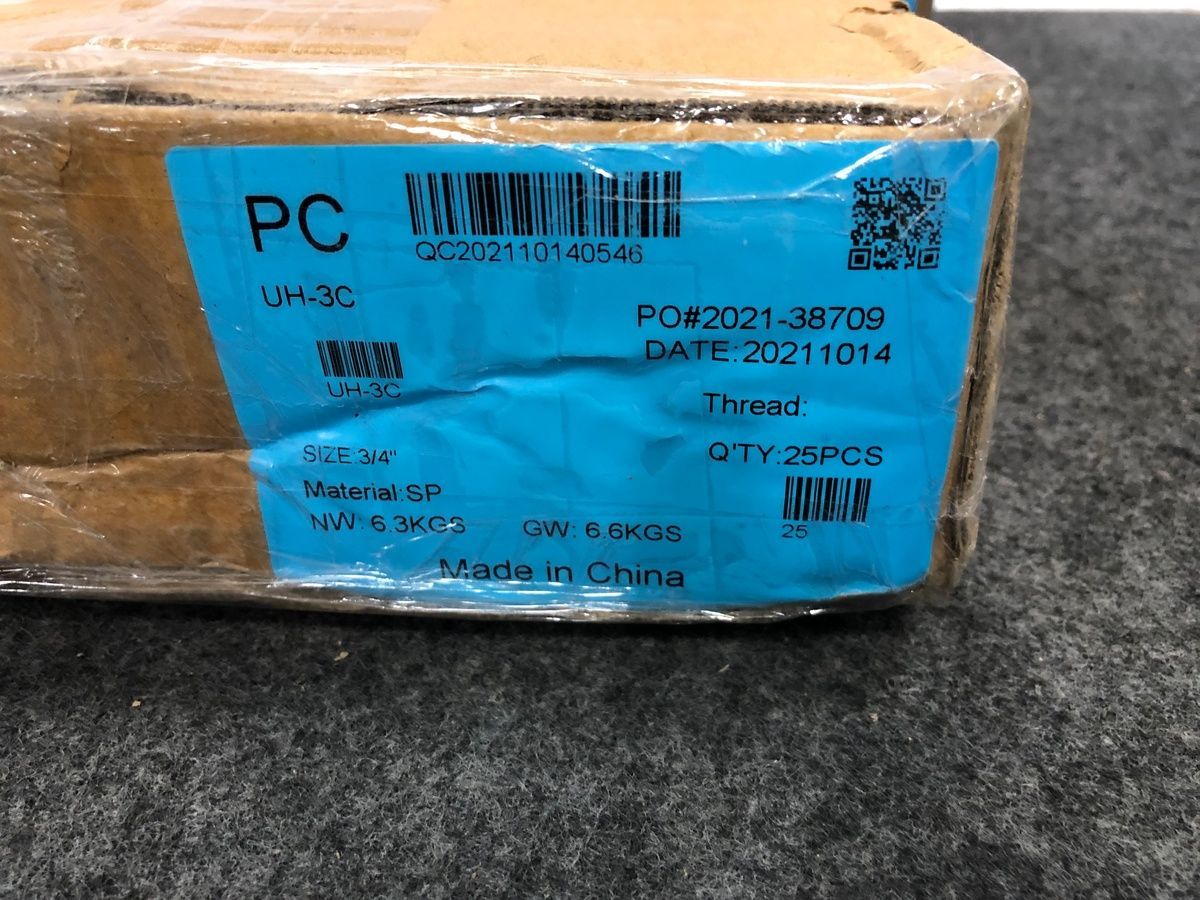 PC
QC202110140546
UH-3C
PO#2021-38709
DATE:20211014
UH-3C
Thread:
SIZE:3/4"
Q'TY:25PCS
Material:SP
NW: 6.3KGS
GW: 6.6KGS
25
Made in China